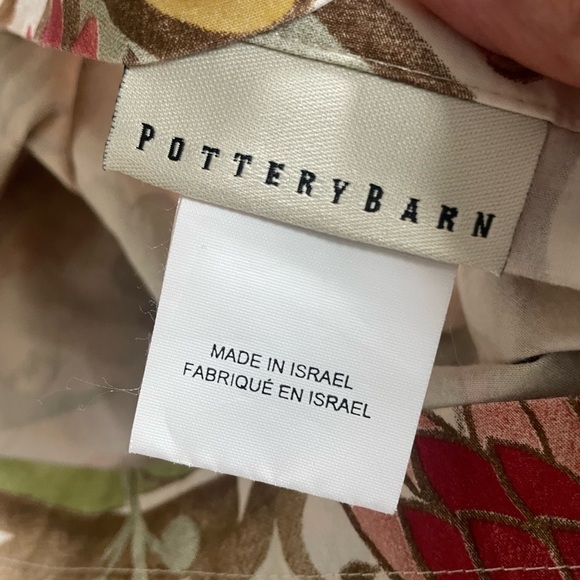 POTTERYBARN
MADE IN ISRAEL
FABRIQUÉ EN ISRAEL